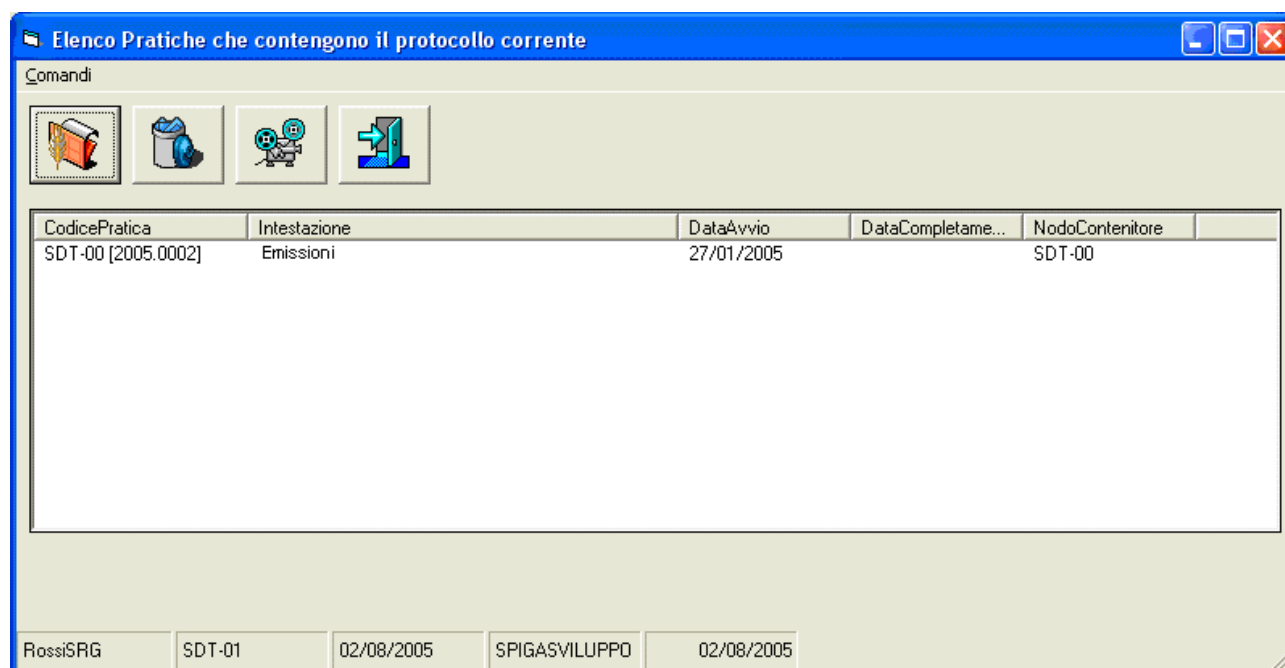 Elenco Pratiche che contengono il protocollo corrente
Comandi
CodicePratica Intestazione DataAvvio DataCompletame... NodoContenitore
SDT-00 [2005.0002] Emissioni 27/01/2005 SDT-00
RossiSRG SDT-01 02/08/2005 SPIGASVILUPPO 02/08/2005